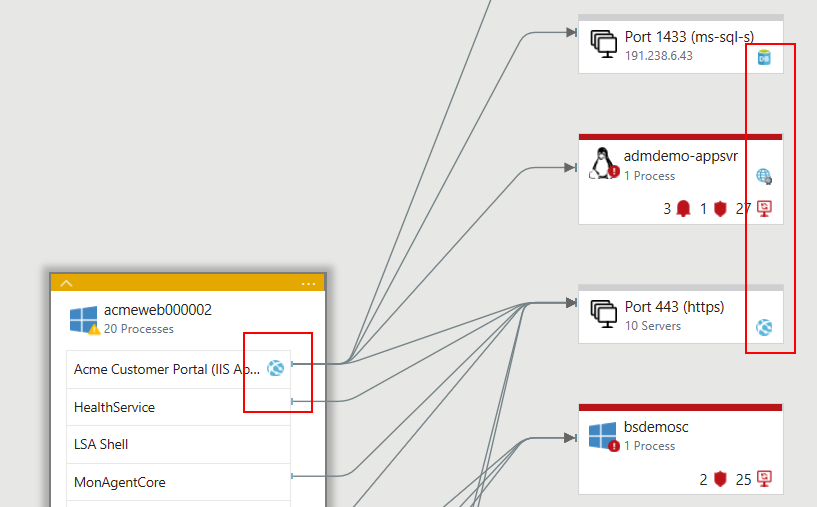 Port 1433 (ms-sql-s)
191.238.6.43
DB
admdemo-appsvr
1 Process
3 1 27
Port 443 (https)
10 Servers
bsdemosc
1 Process
2 25
acmeweb000002
20 Processes
Acme Customer Portal (IIS Ap...
HealthService
LSA Shell
MonAgentCore